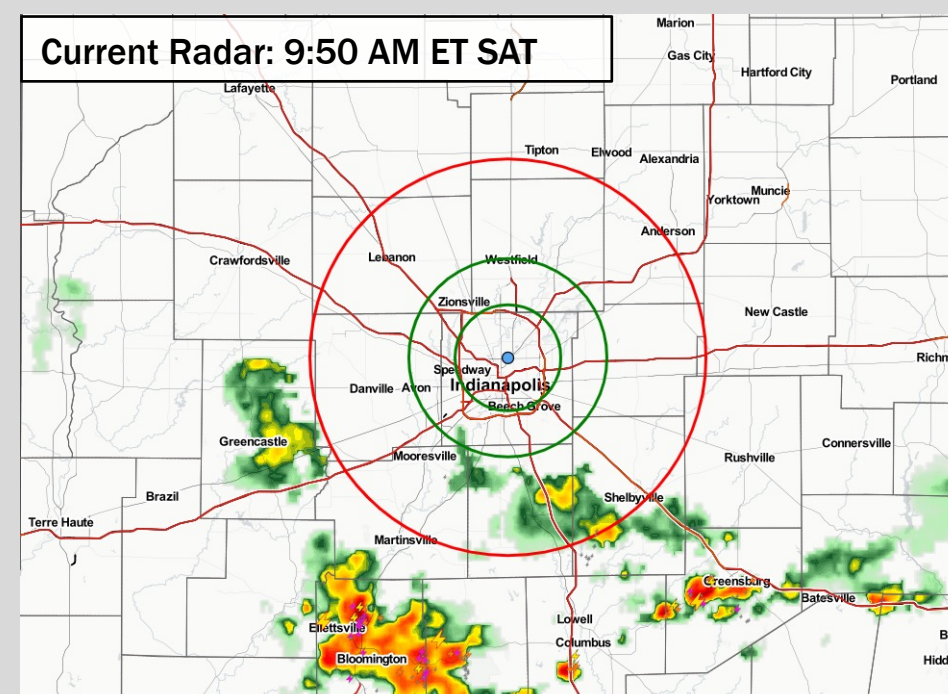 Current Radar: 9:50 AM ET SAT
Marion
Gas City
Hartford City
Portland
Lafayette
Tipton
Elwood
Alexandria
Muncie
Yorktown
Anderson
Lebanon
Westfield
Crawfordsville
Zionsville
New Castle
Speedway
Danville
Avon
Indianapolis
Beech Grove
Greencastle
Connersville
Mooresville
Rushville
Brazil
Shelbyville
Terre Haute
Martinsville
Greensburg
Batesville
Lowell
Ellettsville
Columbus
Bloomington